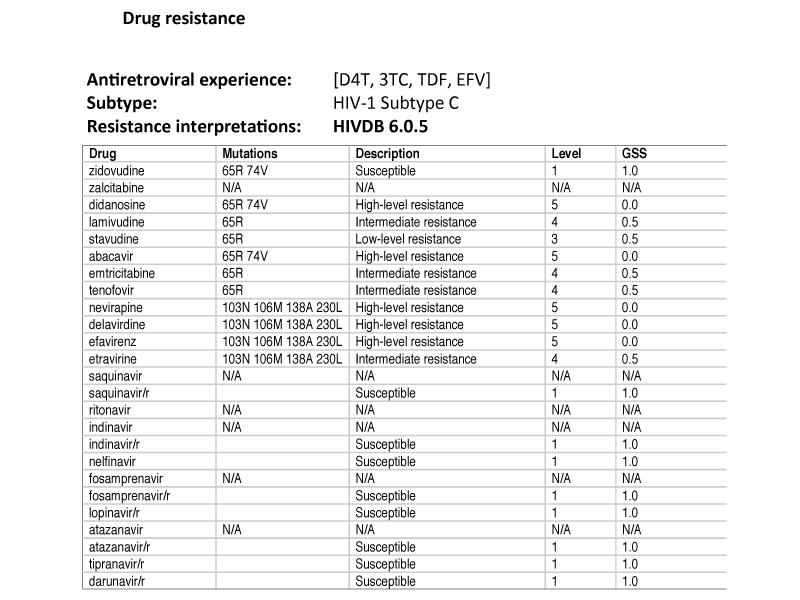 Drug resistance
Antiretroviral experience: [D4T, 3TC, TDF, EFV]
Subtype: HIV-1 Subtype C
Resistance interpretations: HIVDB 6.0.5
Drug Mutations Description Level GSS
zidovudine 65R 74V Susceptible 1 1.0
zalcitabine N/A N/A N/A N/A
didanosine 65R 74V High-level resistance 5 0.0
lamivudine 65R Intermediate resistance 4 0.5
stavudine 65R Low-level resistance 3 0.5
abacavir 65R 74V High-level resistance 5 0.0
emtricitabine 65R Intermediate resistance 4 0.5
tenofovir 65R Intermediate resistance 4 0.5
nevirapine 103N 106M 138A 230L High-level resistance 5 0.0
delavirdine 103N 106M 138A 230L High-level resistance 5 0.0
efavirenz 103N 106M 138A 230L High-level resistance 5 0.0
etravirine 103N 106M 138A 230L Intermediate resistance 4 0.5
saquinavir N/A N/A N/A N/A
saquinavir/r Susceptible 1 1.0
ritonavir N/A N/A N/A N/A
indinavir N/A N/A N/A N/A
indinavir/r Susceptible 1 1.0
nelfinavir Susceptible 1 1.0
fosamprenavir N/A N/A N/A N/A
fosamprenavir/r Susceptible 1 1.0
lopinavir/r Susceptible 1 1.0
atazanavir N/A N/A N/A N/A
atazanavir/r Susceptible 1 1.0
tipranavir/r Susceptible 1 1.0
darunavir/r Susceptible 1 1.0